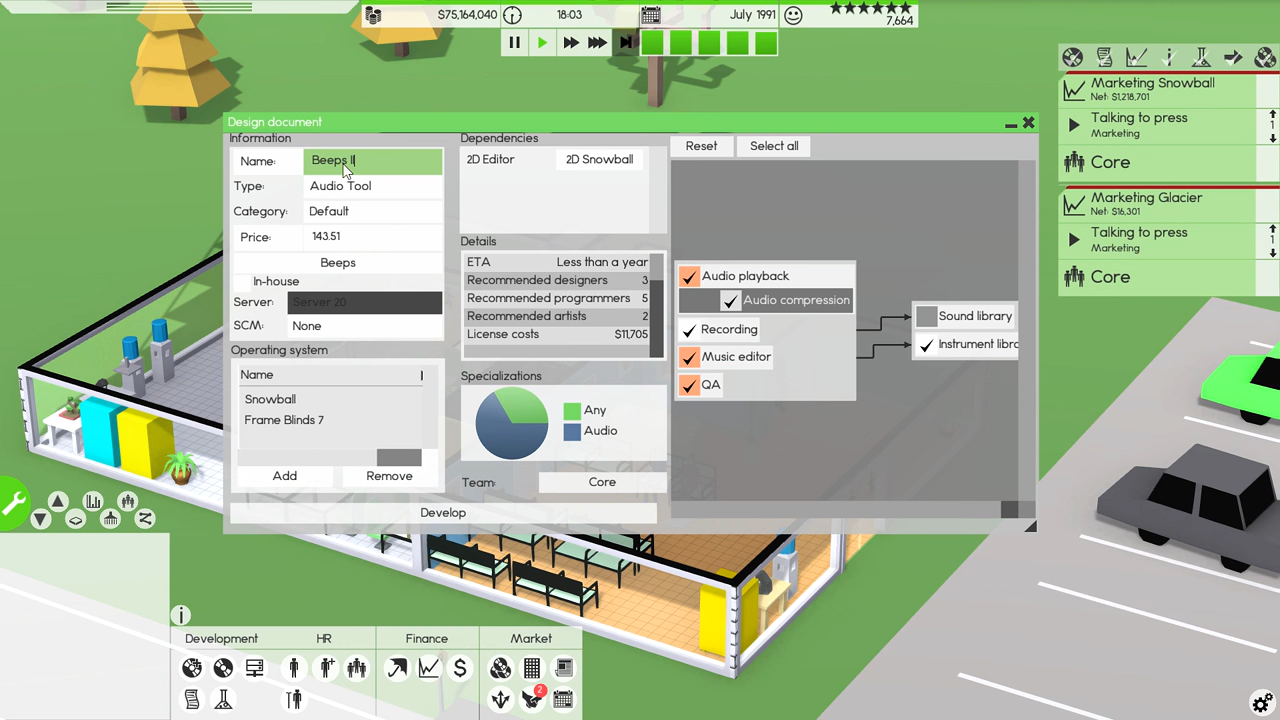 $75,164,040
18:03
July 1991
7,664
Design document
Information
Name:
Beeps I
Type:
Audio Tool
Category:
Default
Price:
143.51
Beeps
In-house
Server:
Server 20
SCM:
None
Operating system
Name
Snowball
Frame Blinds 7
Add
Remove
Develop
Dependencies
2D Editor
2D Snowball
Details
ETA
Less than a year
Recommended designers
3
Recommended programmers
5
Recommended artists
2
License costs
$11,705
Specializations
Any
Audio
Team:
Core
Reset
Select all
Audio playback
Audio compression
Recording
Music editor
QA
Sound library
Instrument libra
Marketing Snowball
Net: $1,218,701
Talking to press
Marketing
1
Core
Marketing Glacier
Net: $16,301
Talking to press
Marketing
1
Core
Development
HR
Finance
Market
2